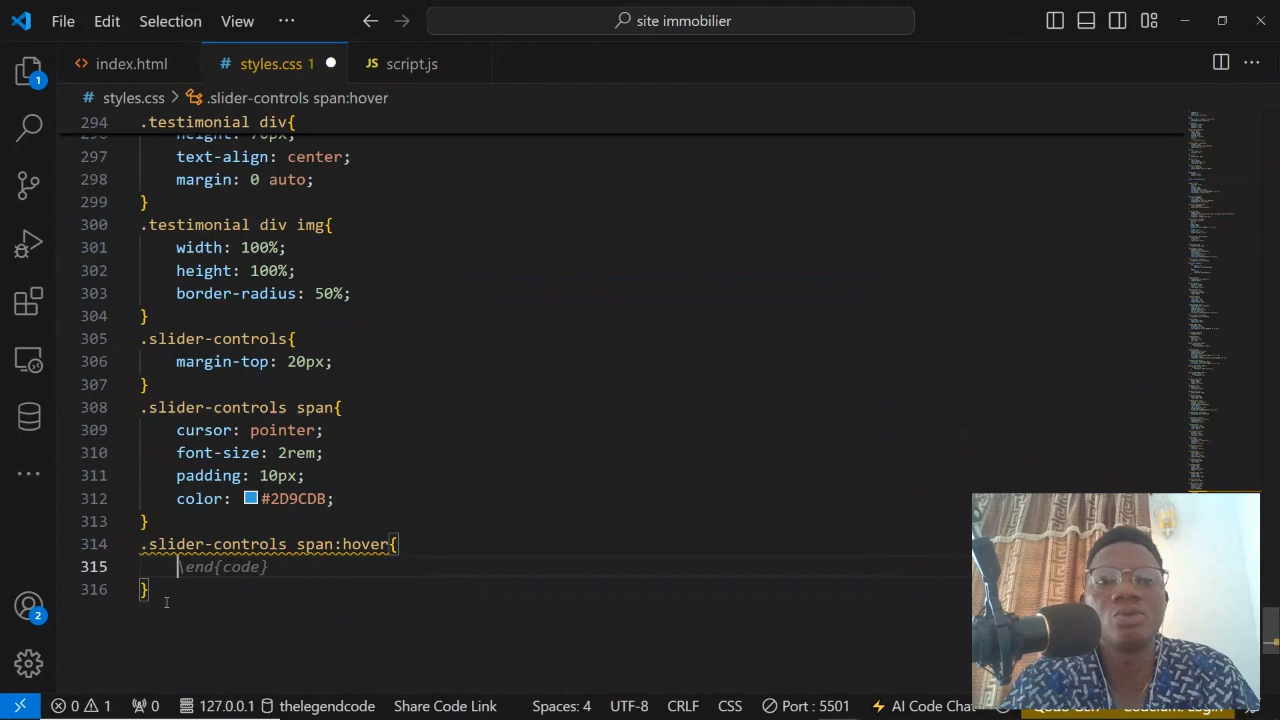 File Edit Selection View ··· site immobilier
index.html styles.css 1 script.js
styles.css > .slider-controls span:hover
294 .testimonial div{
297 text-align: center;
298 margin: 0 auto;
299 }
300 .testimonial div img{
301 width: 100%;
302 height: 100%;
303 border-radius: 50%;
304 }
305 .slider-controls{
306 margin-top: 20px;
307 }
308 .slider-controls span{
309 cursor: pointer;
310 font-size: 2rem;
311 padding: 10px;
312 color: #2D9CDB;
313 }
314 .slider-controls span:hover{
315 \end{code}
316 }
1
2
0 1 0 127.0.0.1 thelegendcode Share Code Link Spaces: 4 UTF-8 CRLF CSS Port : 5501 AI Code Chat